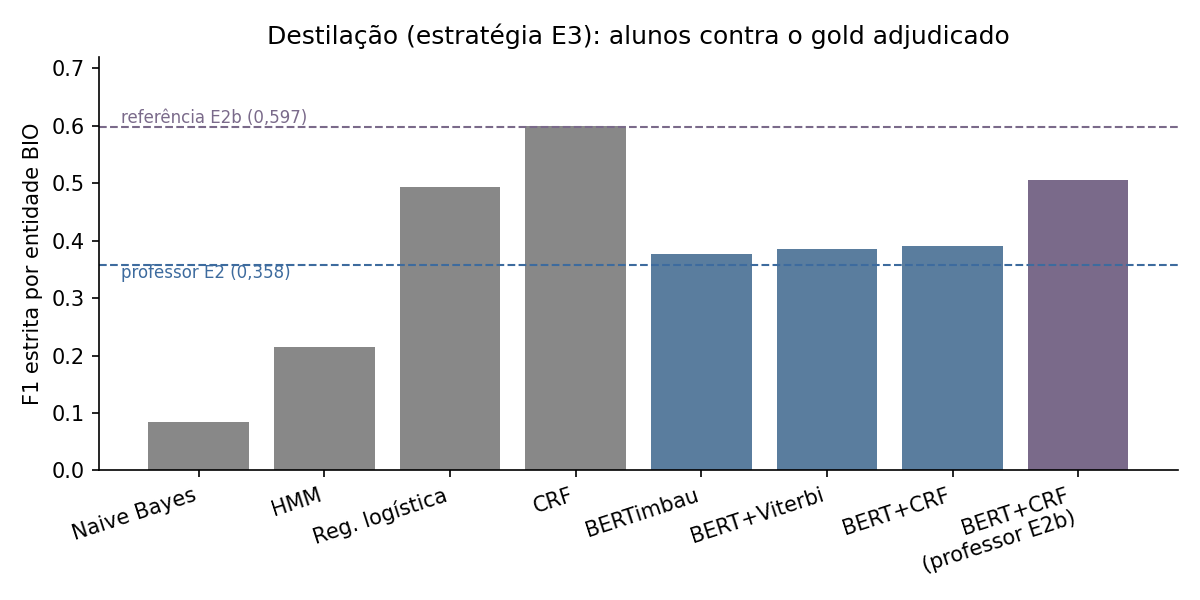 Destilação (estratégia E3): alunos contra o gold adjudicado
F1 estrita por entidade BIO
0.7
0.6
0.5
0.4
0.3
0.2
0.1
0.0
referência E2b (0,597)
professor E2 (0,358)
Naive Bayes
HMM
Reg. logística
CRF
BERTimbau
BERT+Viterbi
BERT+CRF
BERT+CRF
(professor E2b)